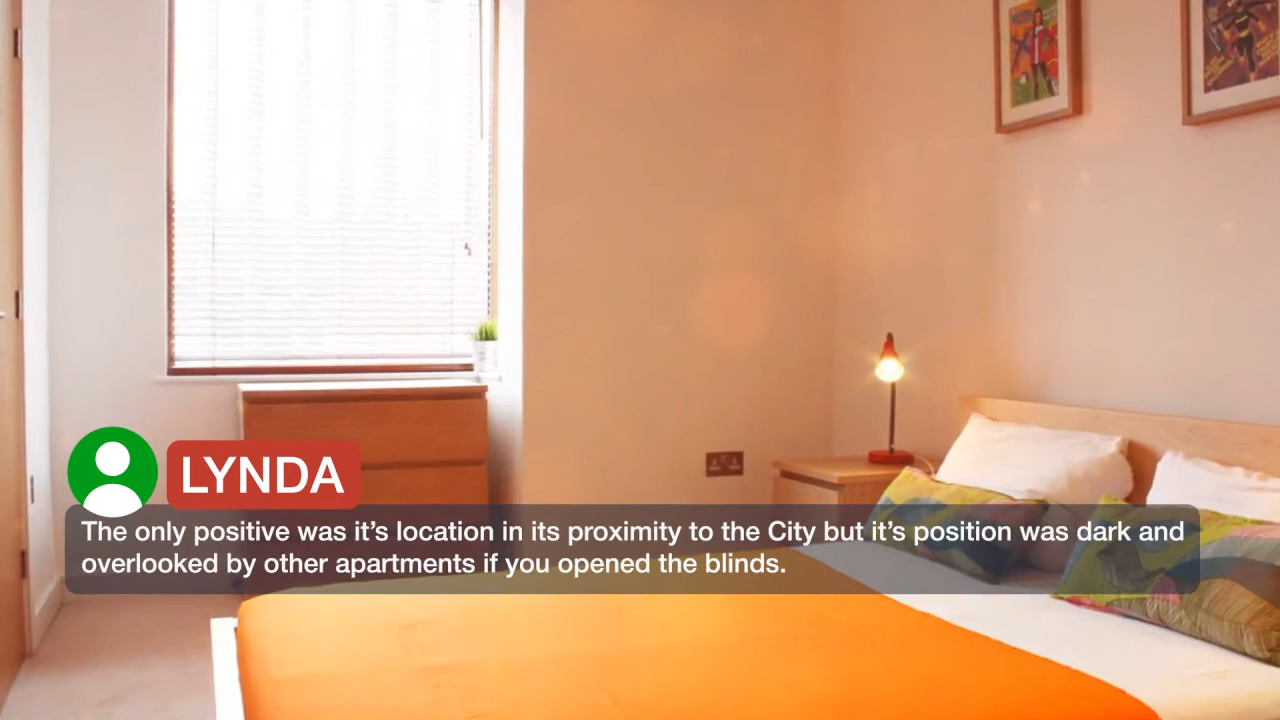 LYNDA
The only positive was it’s location in its proximity to the City but it’s position was dark and
overlooked by other apartments if you opened the blinds.